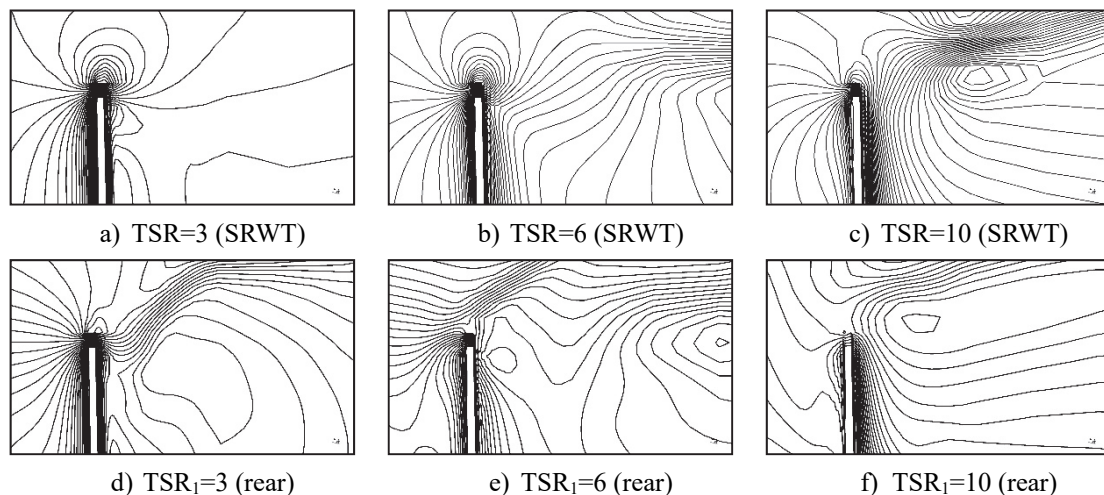 a) TSR=3 (SRWT)
b) TSR=6 (SRWT)
c) TSR=10 (SRWT)
d) TSR₁=3 (rear)
e) TSR₁=6 (rear)
f) TSR₁=10 (rear)